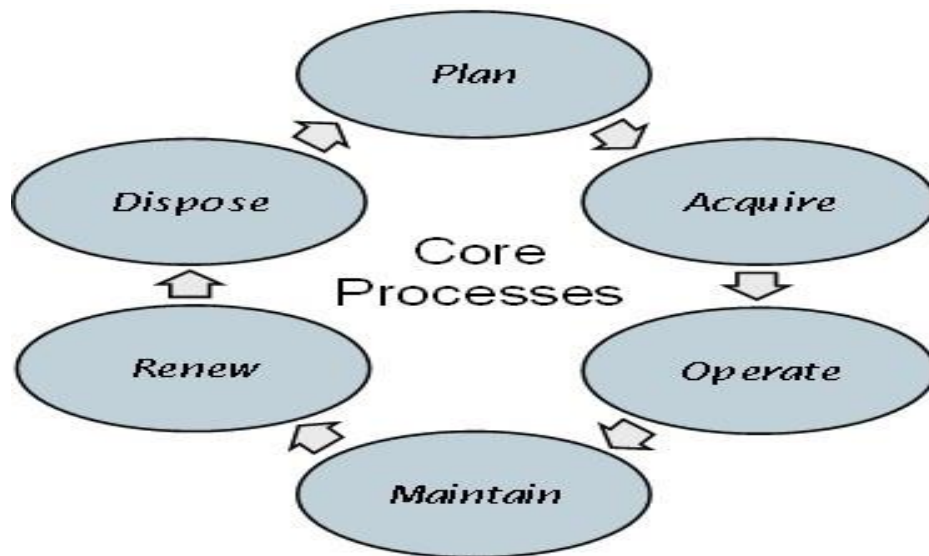 Plan
Dispose
Acquire
Core
Processes
Renew
Operate
Maintain